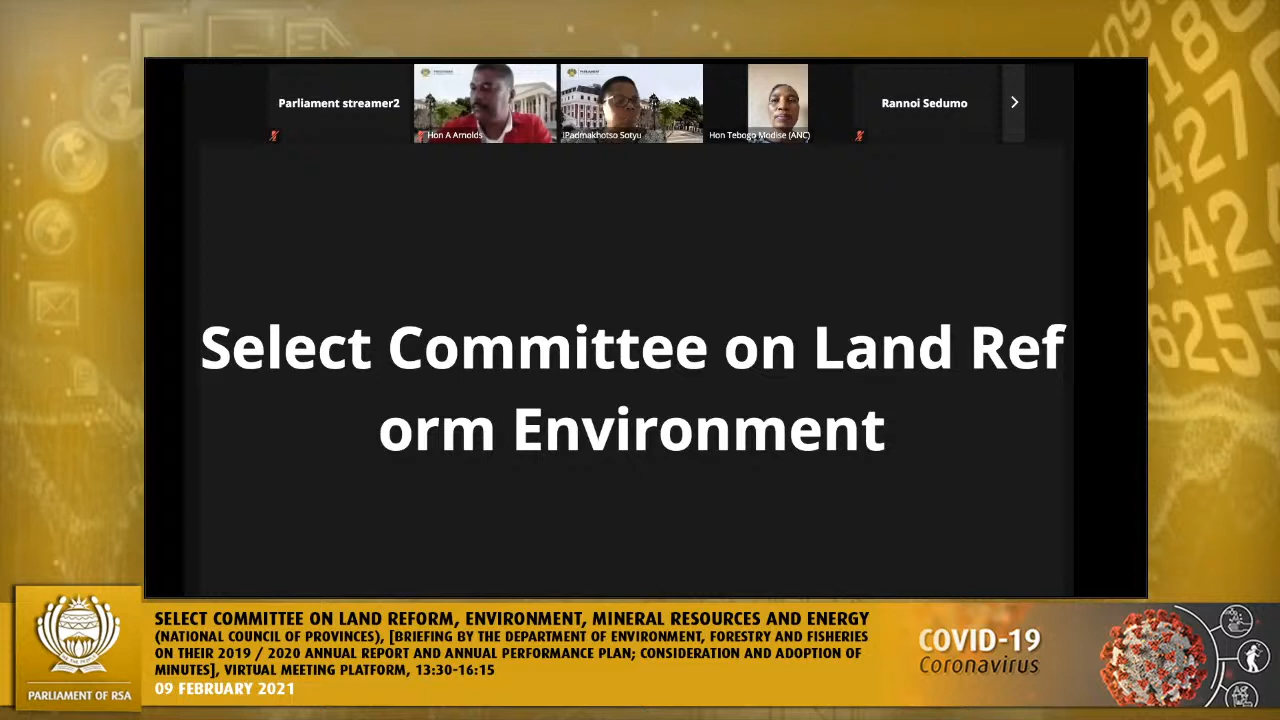 Parliament streamer2
Hon A Arnolds
IPadmakhotso Sotyu
Hon Tebogo Modise (ANC)
Rannoi Sedumo
Select Committee on Land Ref
orm Environment
SELECT COMMITTEE ON LAND REFORM, ENVIRONMENT, MINERAL RESOURCES AND ENERGY
(NATIONAL COUNCIL OF PROVINCES), [BRIEFING BY THE DEPARTMENT OF ENVIRONMENT, FORESTRY AND FISHERIES
ON THEIR 2019 / 2020 ANNUAL REPORT AND ANNUAL PERFORMANCE PLAN; CONSIDERATION AND ADOPTION OF
MINUTES], VIRTUAL MEETING PLATFORM, 13:30-16:15
09 FEBRUARY 2021
PARLIAMENT OF RSA
COVID-19
Coronavirus